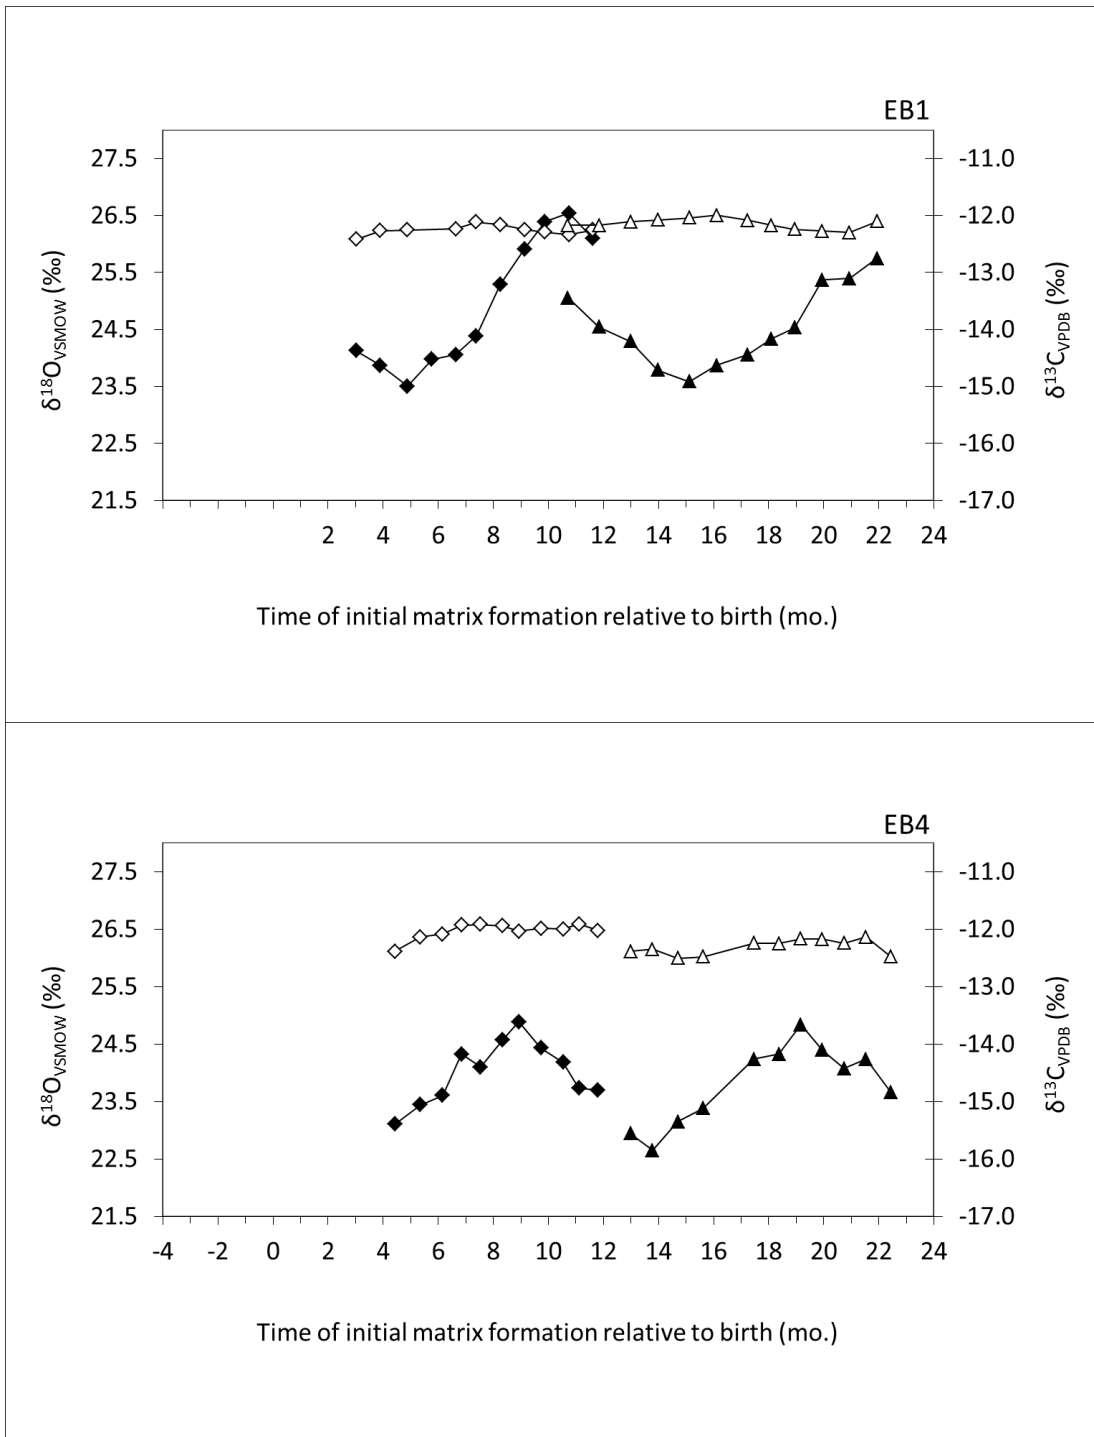 EB1
27.5
26.5
25.5
24.5
23.5
22.5
21.5
δ18OVSMOW (‰)
-11.0
-12.0
-13.0
-14.0
-15.0
-16.0
-17.0
δ13CVPDB (‰)
2 4 6 8 10 12 14 16 18 20 22 24
Time of initial matrix formation relative to birth (mo.)
EB4
27.5
26.5
25.5
24.5
23.5
22.5
21.5
δ18OVSMOW (‰)
-11.0
-12.0
-13.0
-14.0
-15.0
-16.0
-17.0
δ13CVPDB (‰)
-4 -2 0 2 4 6 8 10 12 14 16 18 20 22 24
Time of initial matrix formation relative to birth (mo.)